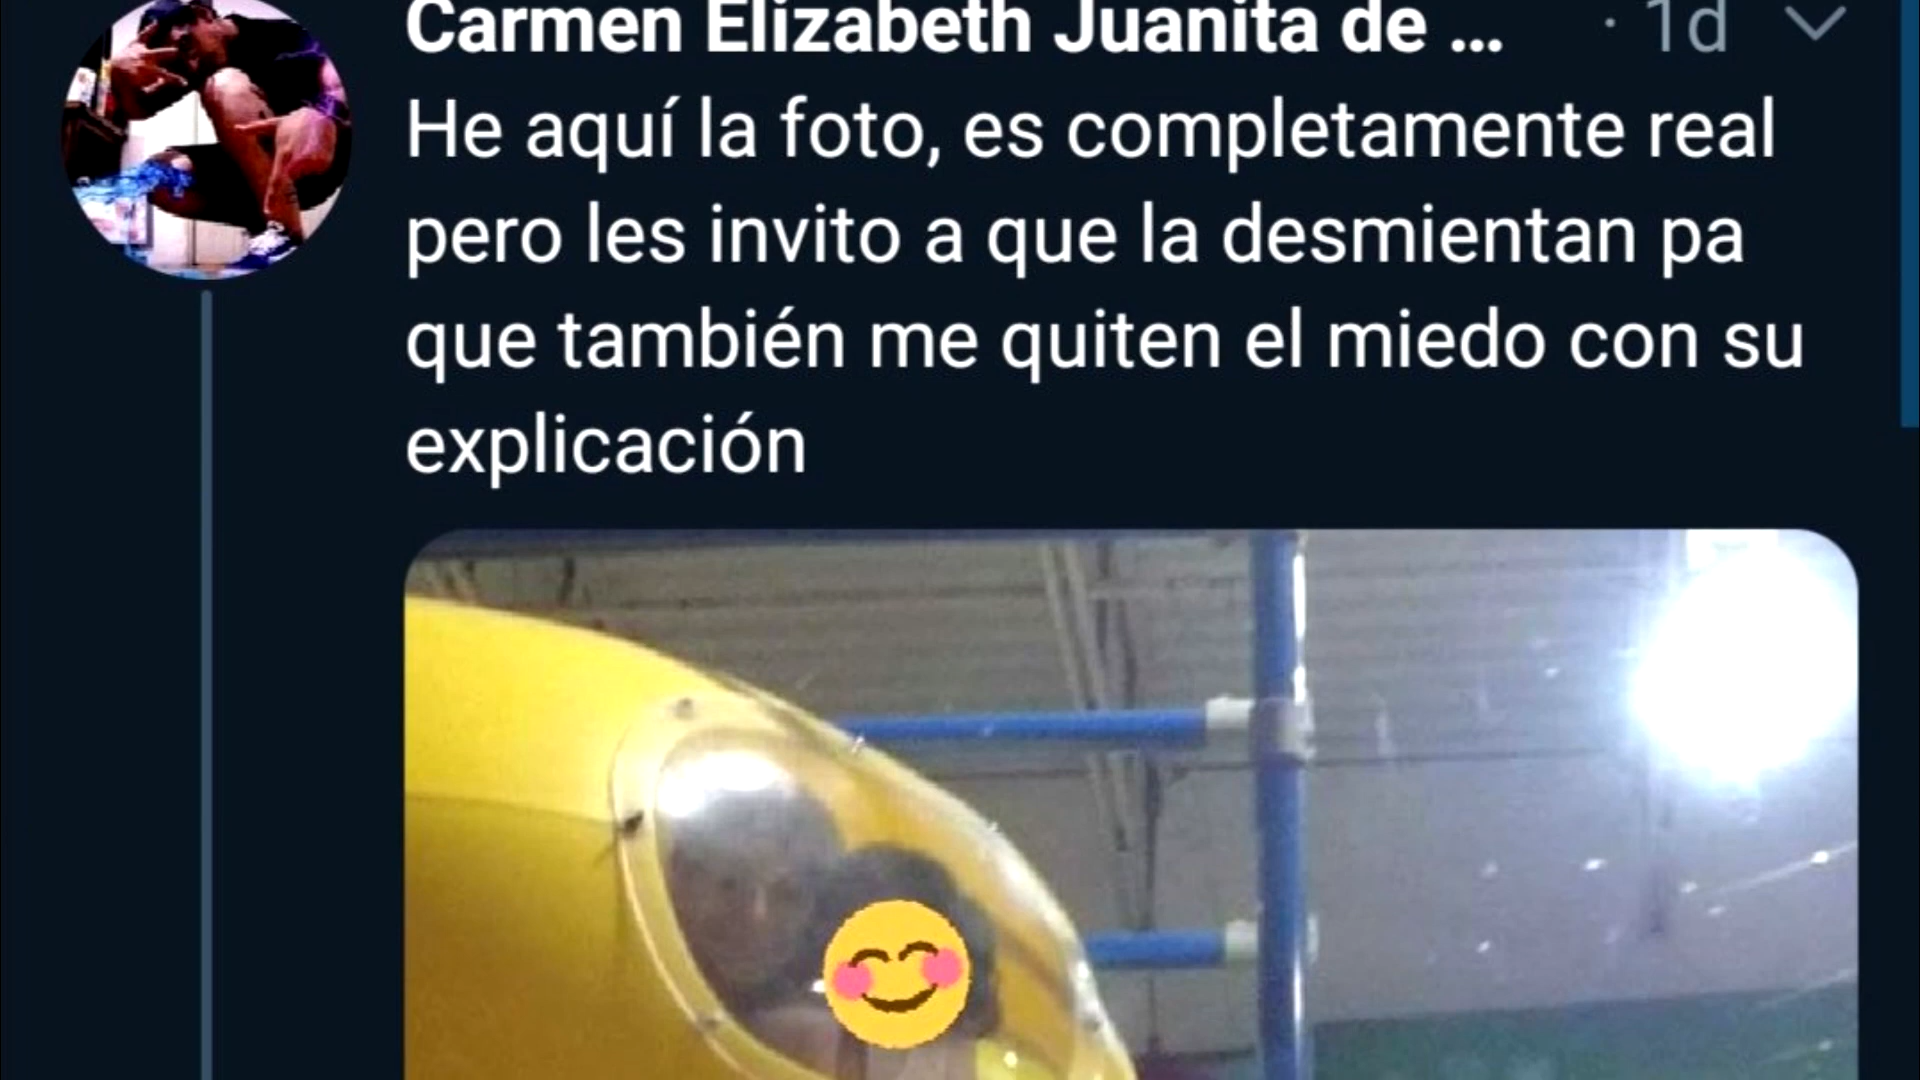 Carmen Elizabeth Juanita de ... · 1d
He aquí la foto, es completamente real
pero les invito a que la desmientan pa
que también me quiten el miedo con su
explicación